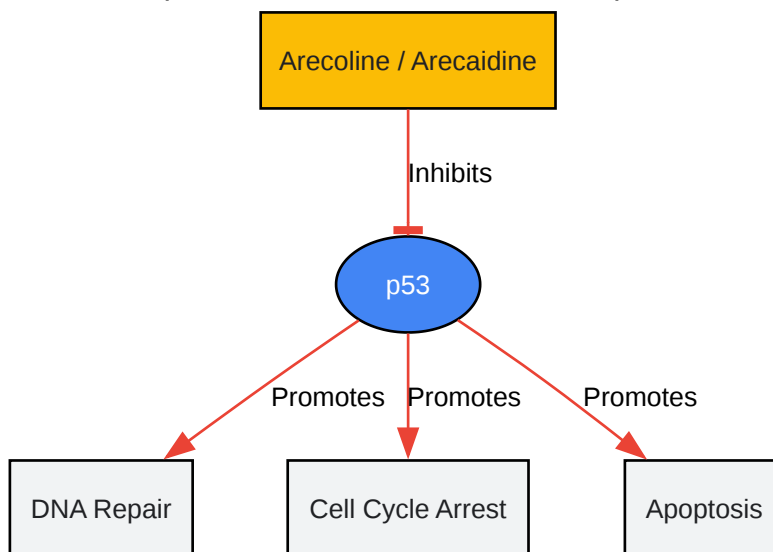 Arecoline / Arecaidine
Inhibits
p53
Promotes Promotes Promotes
DNA Repair Cell Cycle Arrest Apoptosis